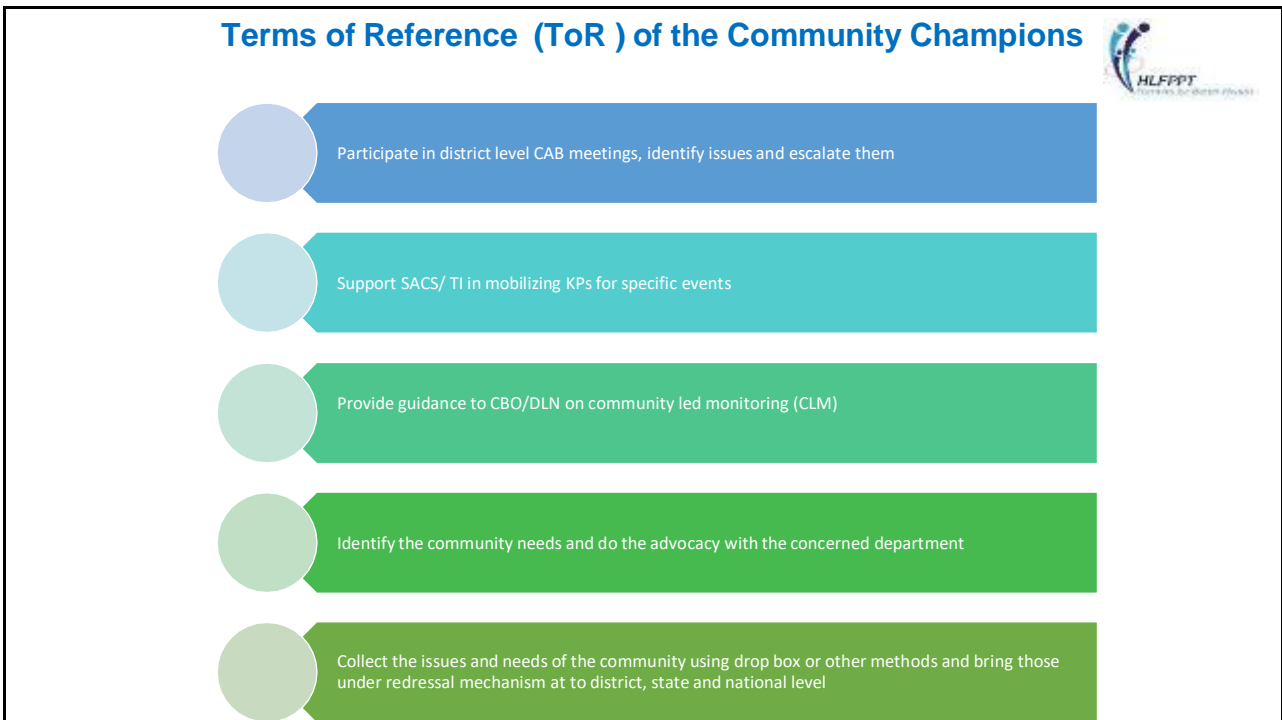 Terms of Reference (ToR ) of the Community Champions
HLFPPT
Participate in district level CAB meetings, identify issues and escalate them
Support SACS/ TI in mobilizing KPs for specific events
Provide guidance to CBO/DLN on community led monitoring (CLM)
Identify the community needs and do the advocacy with the concerned department
Collect the issues and needs of the community using drop box or other methods and bring those
under redressal mechanism at to district, state and national level